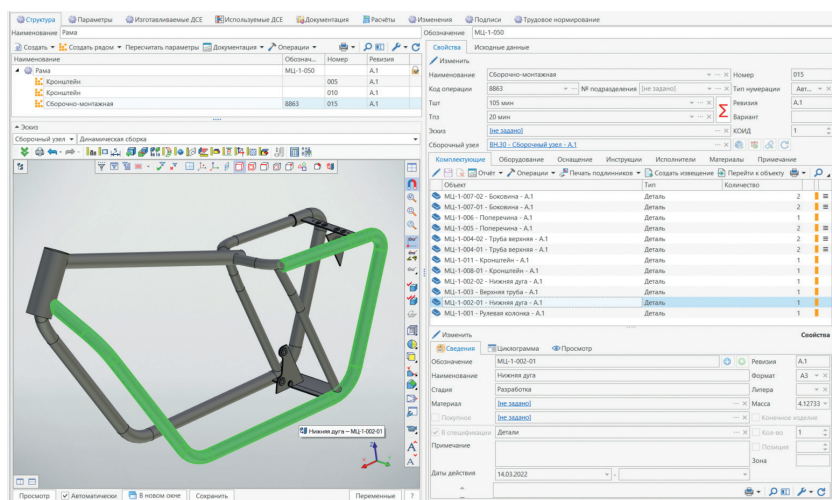 Структура Параметры Изготавливаемые ДСЕ Используемые ДСЕ Документация Расчёты Изменения Подписи Трудовое нормирование
Наименование Рама
Обозначение МЦ-1-050
Создать Создать рядом Пересчитать параметры Документация Операции
Наименование Обознач... Номер Ревизия
Рама МЦ-1-050 А.1
Кронштейн 005 А.1
Кронштейн 010 А.1
Сборочно-монтажная 8863 015 А.1
Эскиз
Сборочный узел Динамическая сборка
Нижняя дуга – МЦ-1-002-01
Просмотр Автоматически В новом окне Сохранить Переменные ?
Свойства Исходные данные
Изменить
Наименование Сборочно-монтажная Номер 015
Код операции 8863 № подразделения [не задано] Тип нумерации Авт...
Тшт 105 мин Ревизия А.1
Тпз 20 мин Вариант
Эскиз [не задано] КОИД 1
Сборочный узел ВН.30 - Сборочный узел - А.1
Комплектующие Оборудование Оснащение Инструкции Исполнители Материалы Примечание
Отчёт Операции Печать подлинников Создать извещение Перейти к объекту
Объект Тип Количество
МЦ-1-007-02 - Боковина - А.1 Деталь 2
МЦ-1-007-01 - Боковина - А.1 Деталь 2
МЦ-1-006 - Поперечина - А.1 Деталь 1
МЦ-1-005 - Поперечина - А.1 Деталь 2
МЦ-1-004-02 - Труба верхняя - А.1 Деталь 2
МЦ-1-004-01 - Труба верхняя - А.1 Деталь 2
МЦ-1-011 - Кронштейн - А.1 Деталь 1
МЦ-1-008-01 - Кронштейн - А.1 Деталь 1
МЦ-1-002-02 - Нижняя дуга - А.1 Деталь 1
МЦ-1-003 - Верхняя труба - А.1 Деталь 1
МЦ-1-002-01 - Нижняя дуга - А.1 Деталь 1
МЦ-1-001 - Рулевая колонка - А.1 Деталь 1
Изменить Свойства
Сведения Циклограмма Просмотр
Обозначение МЦ-1-002-01 Ревизия А.1
Наименование Нижняя дуга Формат А3
Стадия Разработка Литера
Материал [не задано] Масса 4.12733
Покупное [не задано] Конечное изделие
В спецификации Детали Кол-во 1
Примечание Позиция
Зона
Даты действия 14.03.2022 -